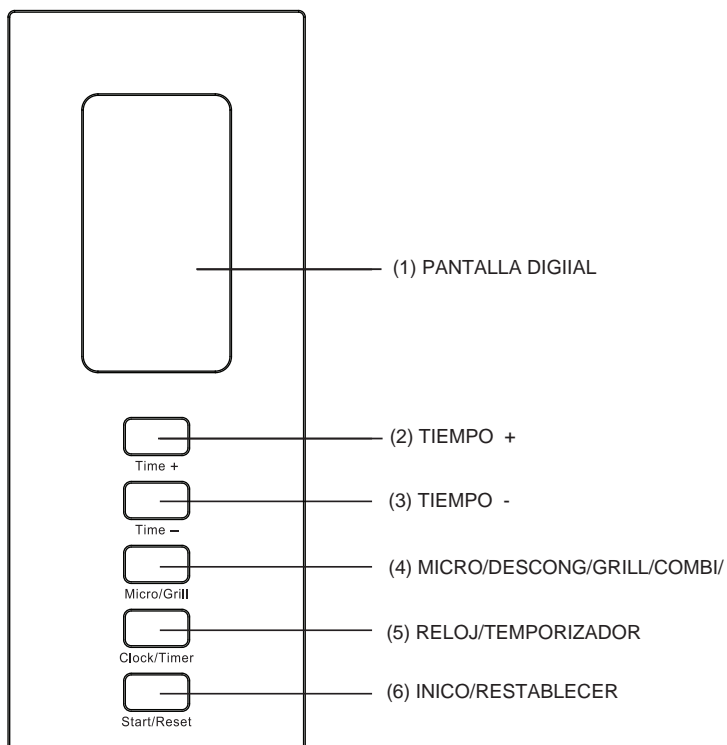 (1) PANTALLA DIGIIAL
(2) TIEMPO +
Time +
(3) TIEMPO -
Time –
(4) MICRO/DESCONG/GRILL/COMBI/
Micro/Grill
(5) RELOJ/TEMPORIZADOR
Clock/Timer
(6) INICO/RESTABLECER
Start/Reset